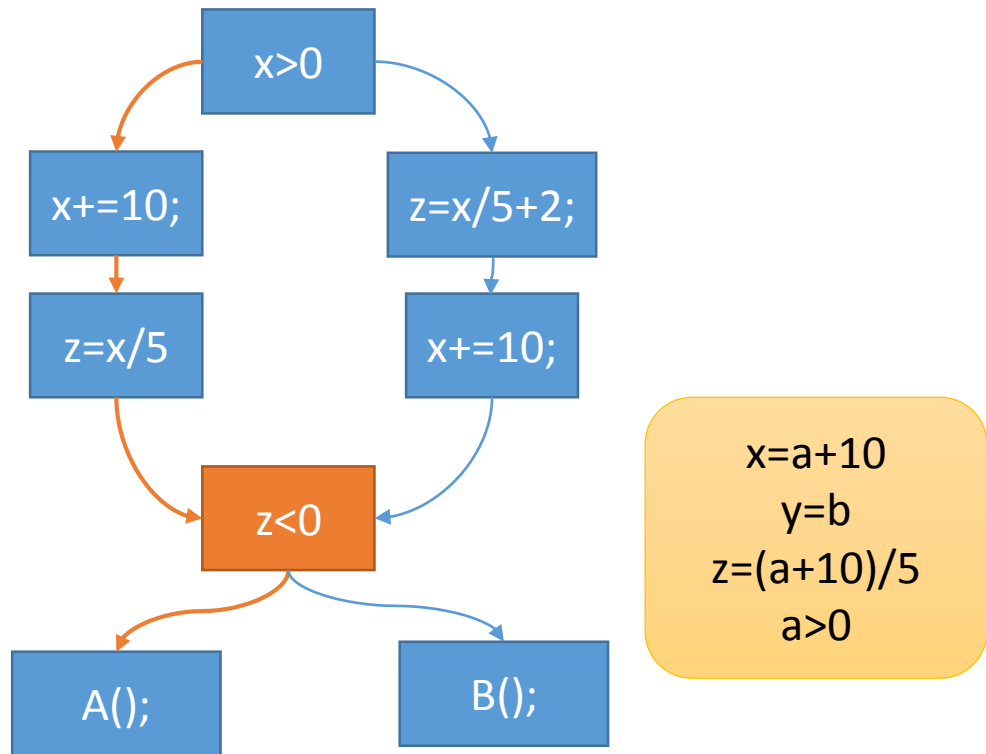 x>0
x+=10;
z=x/5+2;
z=x/5
x+=10;
z<0
A();
B();
x=a+10
y=b
z=(a+10)/5
a>0